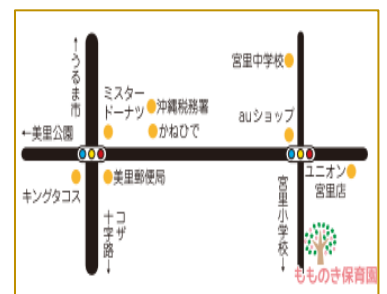 ↑うるま市
宮里中学校
ミスター
ドーナツ
沖縄税務署
かねひで
auショップ
←美里公園
キングタコス
美里郵便局
コザ
十字路↓
宮里小学校↓
ユニオン
宮里店
もものき保育園